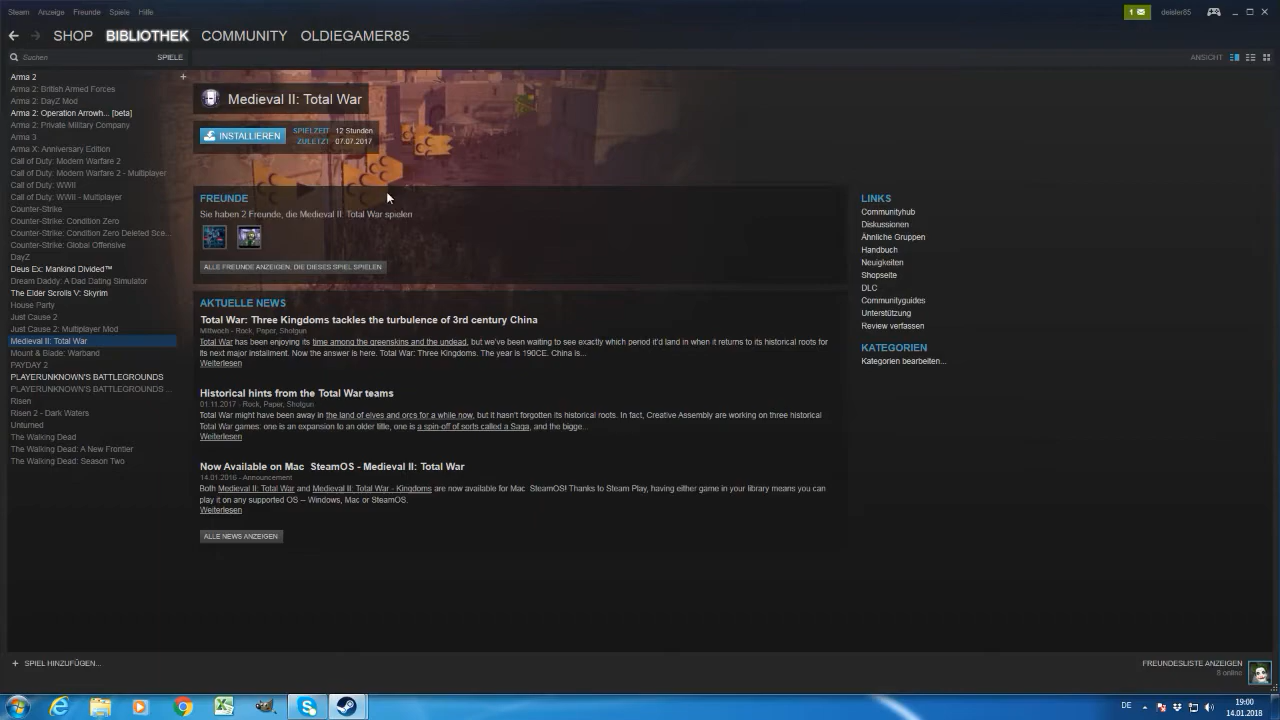 Steam Anzeige Freunde Spiele Hilfe
1 deisler85
SHOP BIBLIOTHEK COMMUNITY OLDIEGAMER85
Suchen SPIELE
ANSICHT
Arma 2
Arma 2: British Armed Forces
Arma 2: DayZ Mod
Arma 2: Operation Arrowh... [beta]
Arma 2: Private Military Company
Arma 3
Arma X: Anniversary Edition
Call of Duty: Modern Warfare 2
Call of Duty: Modern Warfare 2 - Multiplayer
Call of Duty: WWII
Call of Duty: WWII - Multiplayer
Counter-Strike
Counter-Strike: Condition Zero
Counter-Strike: Condition Zero Deleted Sce...
Counter-Strike: Global Offensive
DayZ
Deus Ex: Mankind Divided™
Dream Daddy: A Dad Dating Simulator
The Elder Scrolls V: Skyrim
House Party
Just Cause 2
Just Cause 2: Multiplayer Mod
Medieval II: Total War
Mount & Blade: Warband
PAYDAY 2
PLAYERUNKNOWN'S BATTLEGROUNDS
PLAYERUNKNOWN'S BATTLEGROUNDS ...
Risen
Risen 2 - Dark Waters
Unturned
The Walking Dead
The Walking Dead: A New Frontier
The Walking Dead: Season Two
Medieval II: Total War
INSTALLIEREN
SPIELZEIT 12 Stunden
ZULETZT 07.07.2017
FREUNDE
Sie haben 2 Freunde, die Medieval II: Total War spielen
ALLE FREUNDE ANZEIGEN, DIE DIESES SPIEL SPIELEN
AKTUELLE NEWS
Total War: Three Kingdoms tackles the turbulence of 3rd century China
Mittwoch - Rock, Paper, Shotgun
Total War has been enjoying its time among the greenskins and the undead, but we've been waiting to see exactly which period it'd land in when it returns to its historical roots for
its next major installment. Now the answer is here. Total War: Three Kingdoms. The year is 190CE. China is...
Weiterlesen
Historical hints from the Total War teams
01.11.2017 - Rock, Paper, Shotgun
Total War might have been away in the land of elves and orcs for a while now, but it hasn't forgotten its historical roots. In fact, Creative Assembly are working on three historical
Total War games: one is an expansion to an older title, one is a spin-off of sorts called a Saga, and the bigge...
Weiterlesen
Now Available on Mac SteamOS - Medieval II: Total War
14.01.2016 - Announcement
Both Medieval II: Total War and Medieval II: Total War - Kingdoms are now available for Mac SteamOS! Thanks to Steam Play, having either game in your library means you can
play it on any supported OS -- Windows, Mac or SteamOS.
Weiterlesen
ALLE NEWS ANZEIGEN
LINKS
Communityhub
Diskussionen
Ähnliche Gruppen
Handbuch
Neuigkeiten
Shopseite
DLC
Communityguides
Unterstützung
Review verfassen
KATEGORIEN
Kategorien bearbeiten...
+ SPIEL HINZUFÜGEN...
FREUNDESLISTE ANZEIGEN
8 online
DE
19:00
14.01.2018